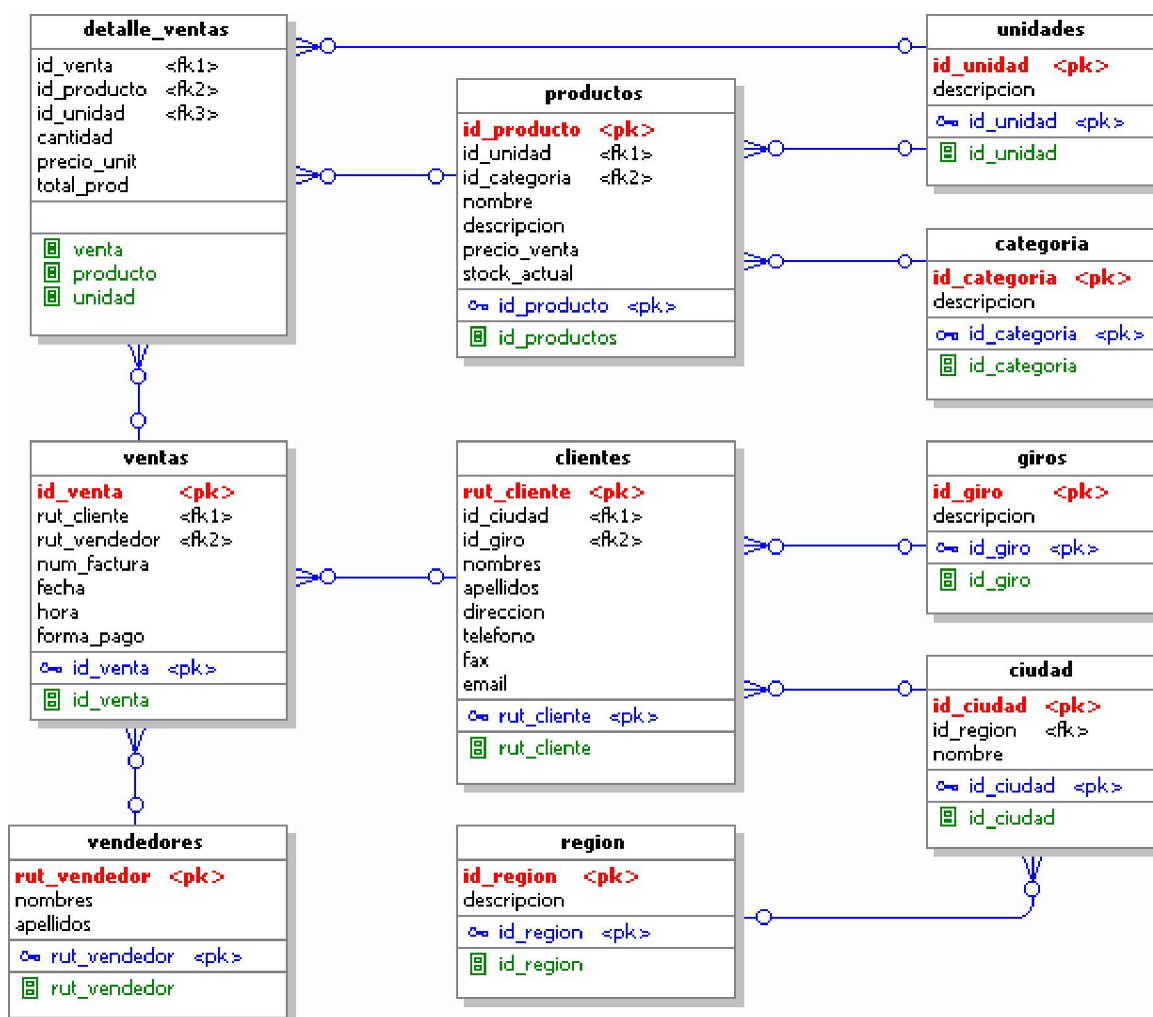 detalle_ventas
id_venta <fk1>
id_producto <fk2>
id_unidad <fk3>
cantidad
precio_unit
total_prod
venta
producto
unidad
productos
id_producto <pk>
id_unidad <fk1>
id_categoria <fk2>
nombre
descripcion
precio_venta
stock_actual
id_producto <pk>
id_productos
unidades
id_unidad <pk>
descripcion
id_unidad <pk>
id_unidad
categoria
id_categoria <pk>
descripcion
id_categoria <pk>
id_categoria
ventas
id_venta <pk>
rut_cliente <fk1>
rut_vendedor <fk2>
num_factura
fecha
hora
forma_pago
id_venta <pk>
id_venta
clientes
rut_cliente <pk>
id_ciudad <fk1>
id_giro <fk2>
nombres
apellidos
direccion
telefono
fax
email
rut_cliente <pk>
rut_cliente
giros
id_giro <pk>
descripcion
id_giro <pk>
id_giro
ciudad
id_ciudad <pk>
id_region <fk>
nombre
id_ciudad <pk>
id_ciudad
vendedores
rut_vendedor <pk>
nombres
apellidos
rut_vendedor <pk>
rut_vendedor
region
id_region <pk>
descripcion
id_region <pk>
id_region